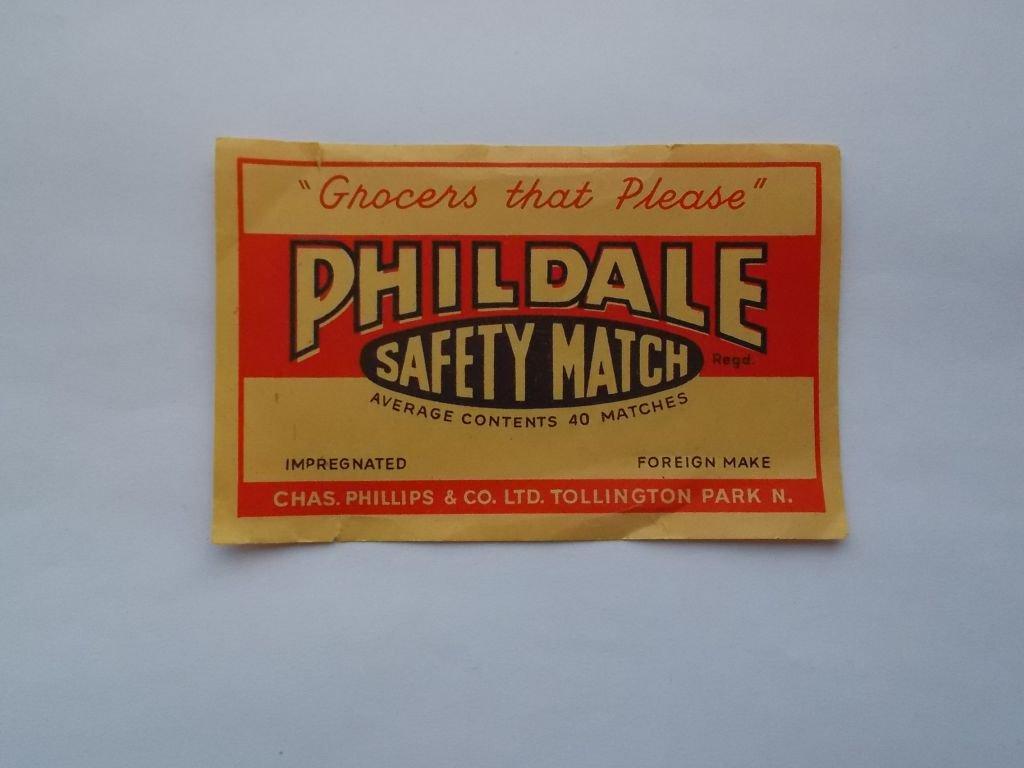 "Grocers that Please"
PHILDALE
SAFETY MATCH Regd.
AVERAGE CONTENTS 40 MATCHES
IMPREGNATED FOREIGN MAKE
CHAS. PHILLIPS & CO. LTD. TOLLINGTON PARK N.